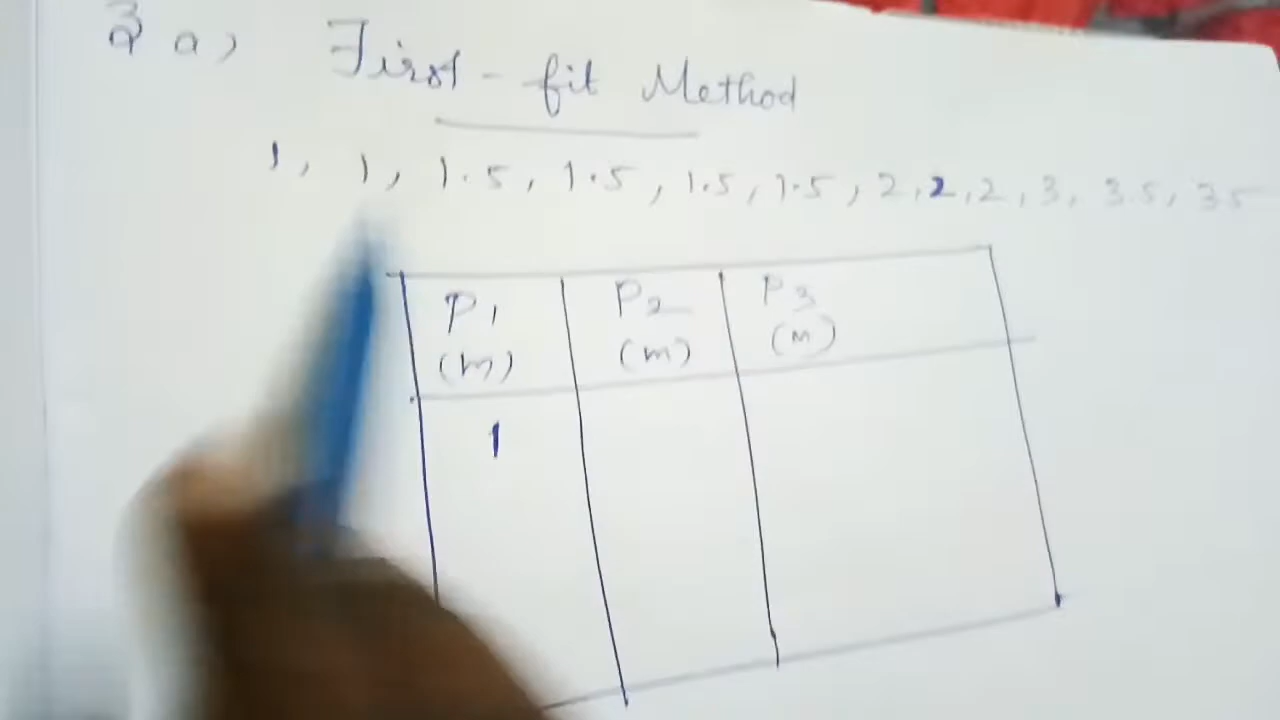 a)  First-fit Method
1, 1, 1.5, 1.5, 1.5, 1.5, 2, 2, 2, 3, 3.5, 3.5
P1 P2 P3
(m) (m) (m)
1